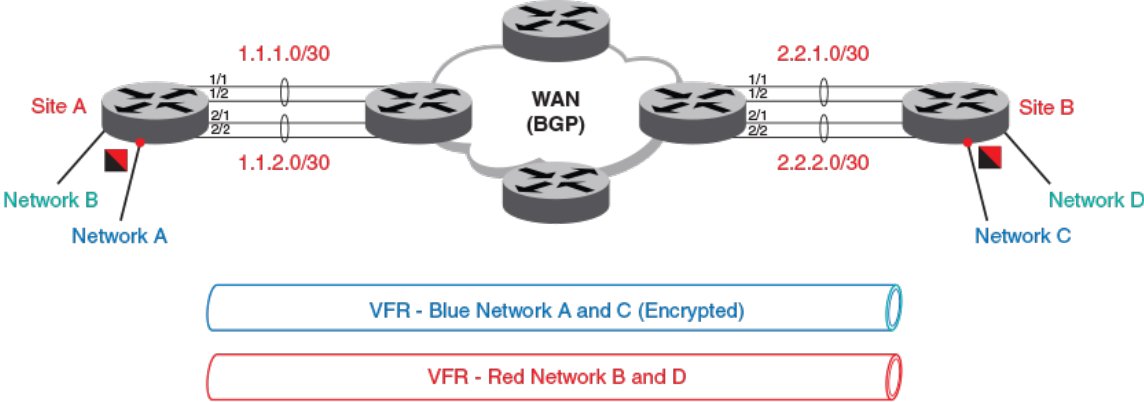 1.1.1.0/30
2.2.1.0/30
1/1
1/2
2/1
2/2
1/1
1/2
2/1
2/2
Site A
WAN
(BGP)
Site B
1.1.2.0/30
2.2.2.0/30
Network B
Network A
Network D
Network C
VFR - Blue Network A and C (Encrypted)
VFR - Red Network B and D